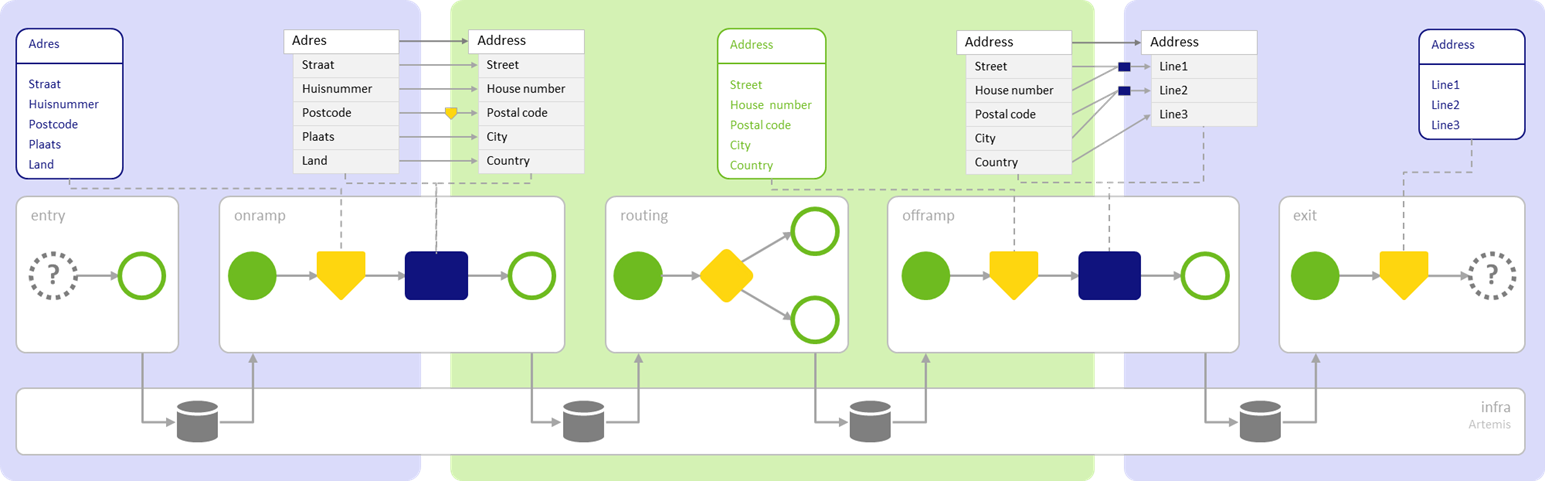 Adres
Straat
Huisnummer
Postcode
Plaats
Land
Adres
Straat
Huisnummer
Postcode
Plaats
Land
Address
Street
House number
Postal code
City
Country
Address
Street
House number
Postal code
City
Country
Address
Street
House number
Postal code
City
Country
Address
Line1
Line2
Line3
Address
Line1
Line2
Line3
entry
?
onramp
routing
offramp
exit
?
infra
Artemis